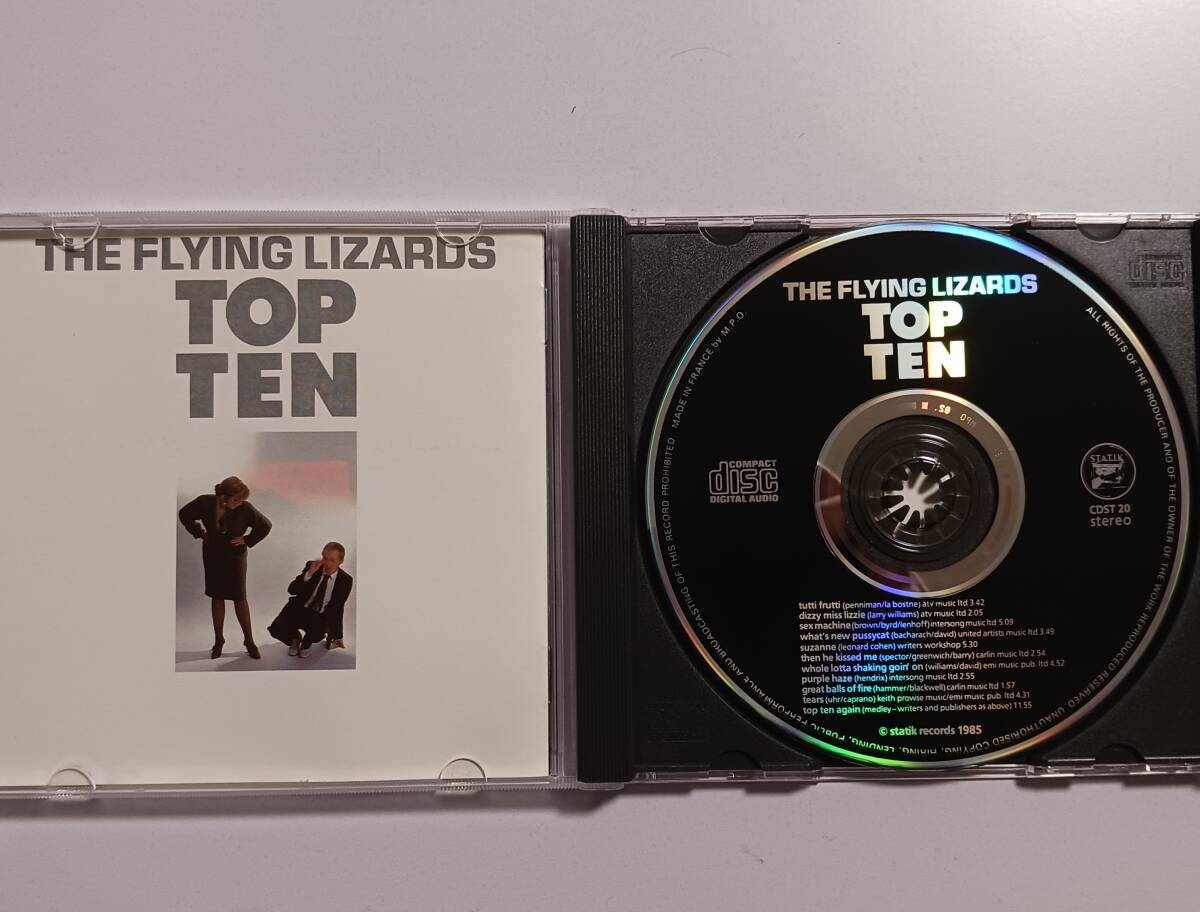 THE FLYING LIZARDS
TOP
TEN
THE FLYING LIZARDS
TOP
TEN
MADE IN FRANCE by M.P.O.
ALL RIGHTS OF THE PRODUCER AND OF THE OWNER OF THE WORK REPRODUCED RESERVED. UNAUTHORISED COPYING, HIRING, LENDING, PUBLIC PERFORMANCE AND BROADCASTING OF THIS RECORD PROHIBITED
COMPACT
disc
DIGITAL AUDIO
STATIK
CDST 20
stereo
COMPACT
disc
tutti frutti (penniman/la bostne) atv music ltd 3.42
dizzy miss lizzie (larry williams) atv music ltd 2.05
sex machine (brown/byrd/lenhoff) intersong music ltd 5.09
what's new pussycat (bacharach/david) united artists music ltd 3.49
suzanne (leonard cohen) writers workshop 5.30
then he kissed me (spector/greenwich/barry) carlin music ltd 2.54
whole lotta shaking goin' on (williams/david) emi music pub. ltd 4.52
purple haze (hendrix) intersong music ltd 2.55
great balls of fire (hammer/blackwell) carlin music ltd 1.57
tears (uhr/caprano) keith prowse music/emi music pub. ltd 4.31
top ten again (medley – writers and publishers as above) 11.55
© statik records 1985